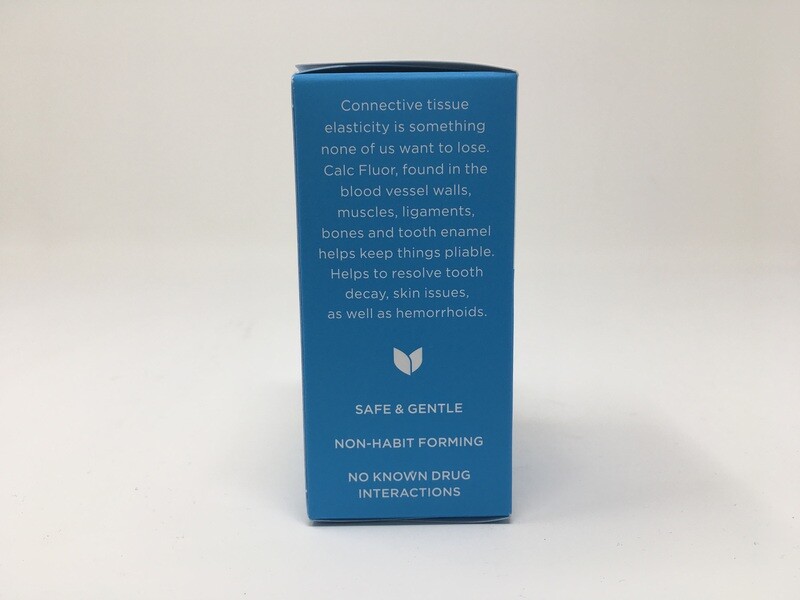 Connective tissue
elasticity is something
none of us want to lose.
Calc Fluor, found in the
blood vessel walls,
muscles, ligaments,
bones and tooth enamel
helps keep things pliable.
Helps to resolve tooth
decay, skin issues,
as well as hemorrhoids.
SAFE & GENTLE
NON-HABIT FORMING
NO KNOWN DRUG
INTERACTIONS